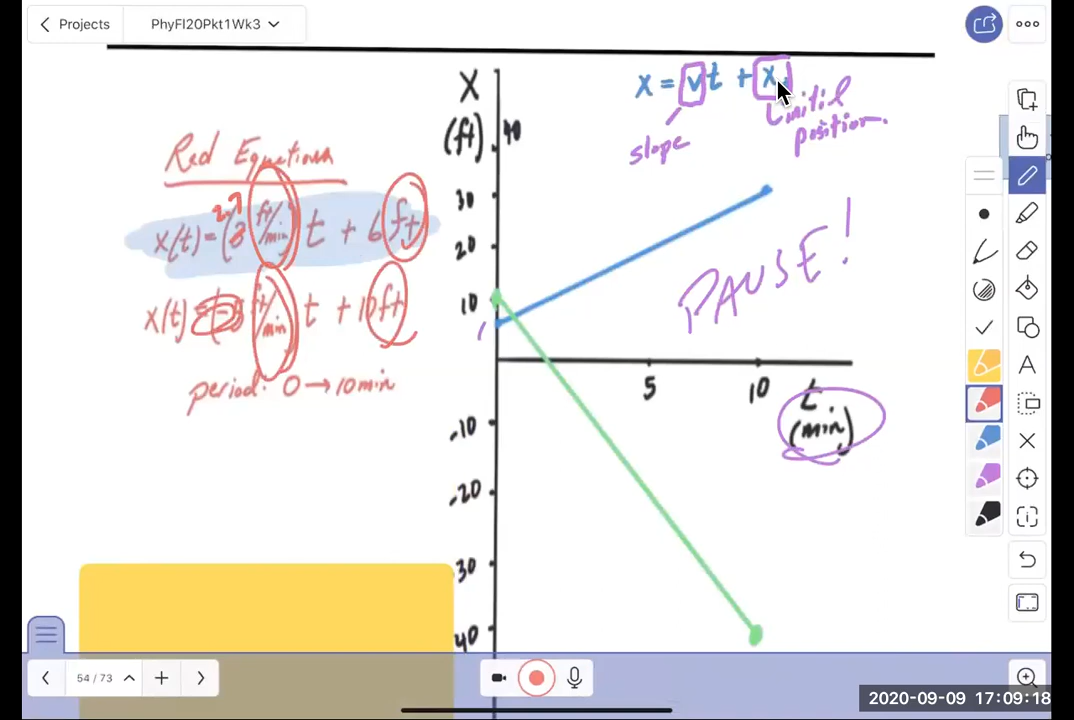 Projects
PhyFl20Pkt1Wk3
x = vt + x
slope
initial
position
X
(ft)
40
30
20
10
-10
-20
30
40
5
10
t
(min)
PAUSE!
Red Equations
x(t) = (3 ft/min) t + 6 ft
x(t) ft/min t + 10 ft
period: 0 → 10 min
54 / 73
2020-09-09 17:09:18